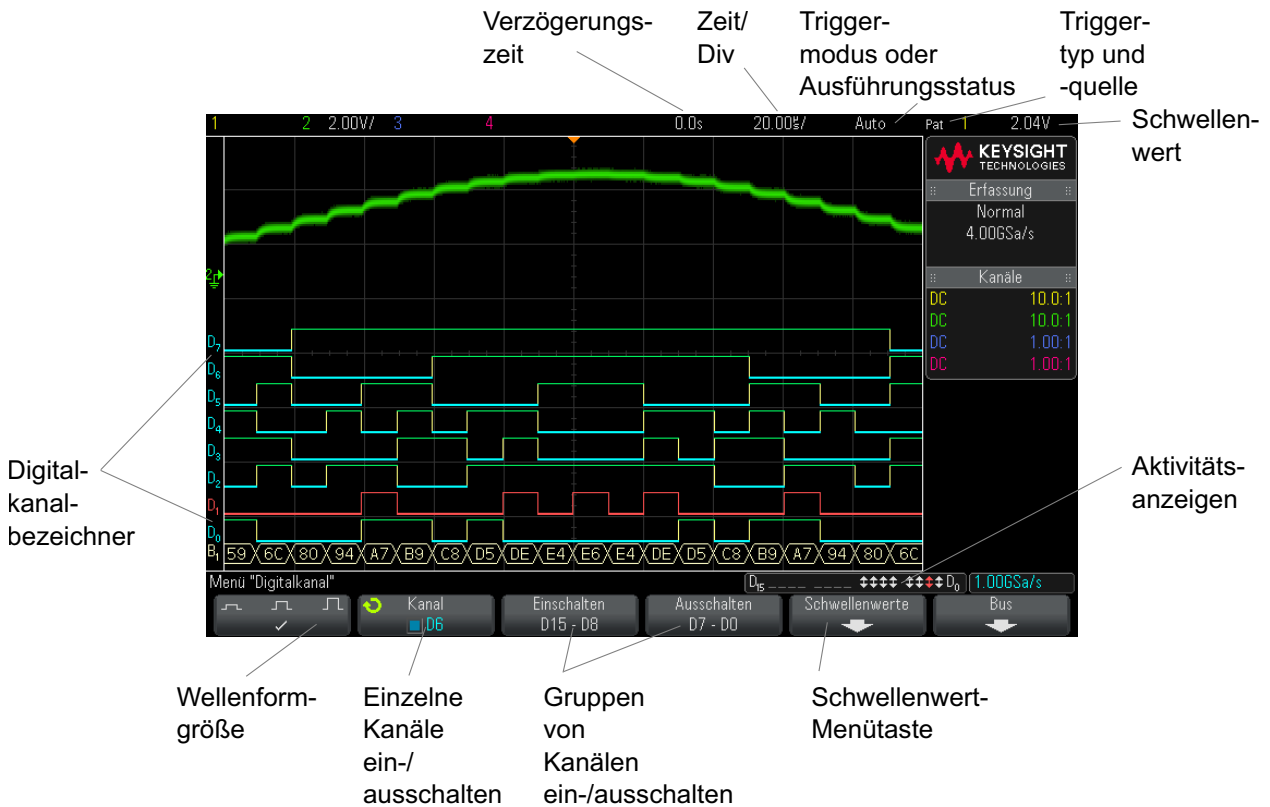 Verzögerungs-
zeit
Zeit/
Div
Trigger-
modus oder
Ausführungsstatus
Trigger-
typ und
-quelle
Schwellen-
wert
1 2 2.00V/ 3 4 0.0s 20.00µs/ Auto Pat 1 2.04V
KEYSIGHT
TECHNOLOGIES
Erfassung
Normal
4.00GSa/s
Kanäle
DC 10.0:1
DC 10.0:1
DC 1.00:1
DC 1.00:1
2
D7
D6
D5
D4
D3
D2
D1
D0
B1 59 6C 80 94 A7 B9 C8 D5 DE E4 E6 E4 DE D5 C8 B9 A7 94 80 6C
Digital-
kanal-
bezeichner
Aktivitäts-
anzeigen
Menü "Digitalkanal"
D15 D0 1.00GSa/s
Kanal
D6
Einschalten
D15 - D8
Ausschalten
D7 - D0
Schwellenwerte
Bus
Wellenform-
größe
Einzelne
Kanäle
ein-/
ausschalten
Gruppen
von
Kanälen
ein-/ausschalten
Schwellenwert-
Menütaste